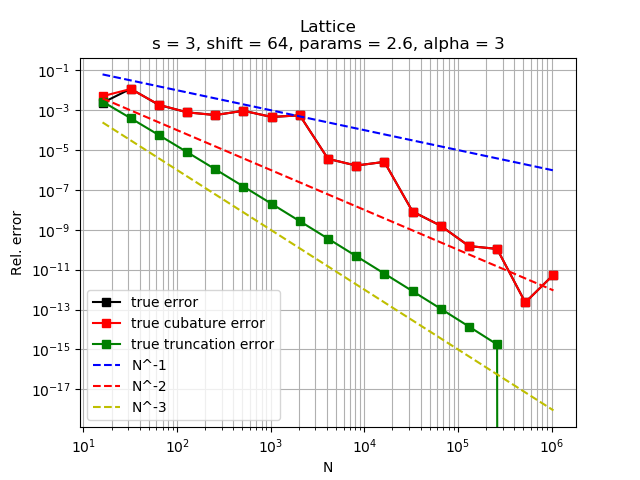 Lattice
s = 3, shift = 64, params = 2.6, alpha = 3
Rel. error
10^-1
10^-3
10^-5
10^-7
10^-9
10^-11
10^-13
10^-15
10^-17
true error
true cubature error
true truncation error
N^-1
N^-2
N^-3
10^1
10^2
10^3
10^4
10^5
10^6
N